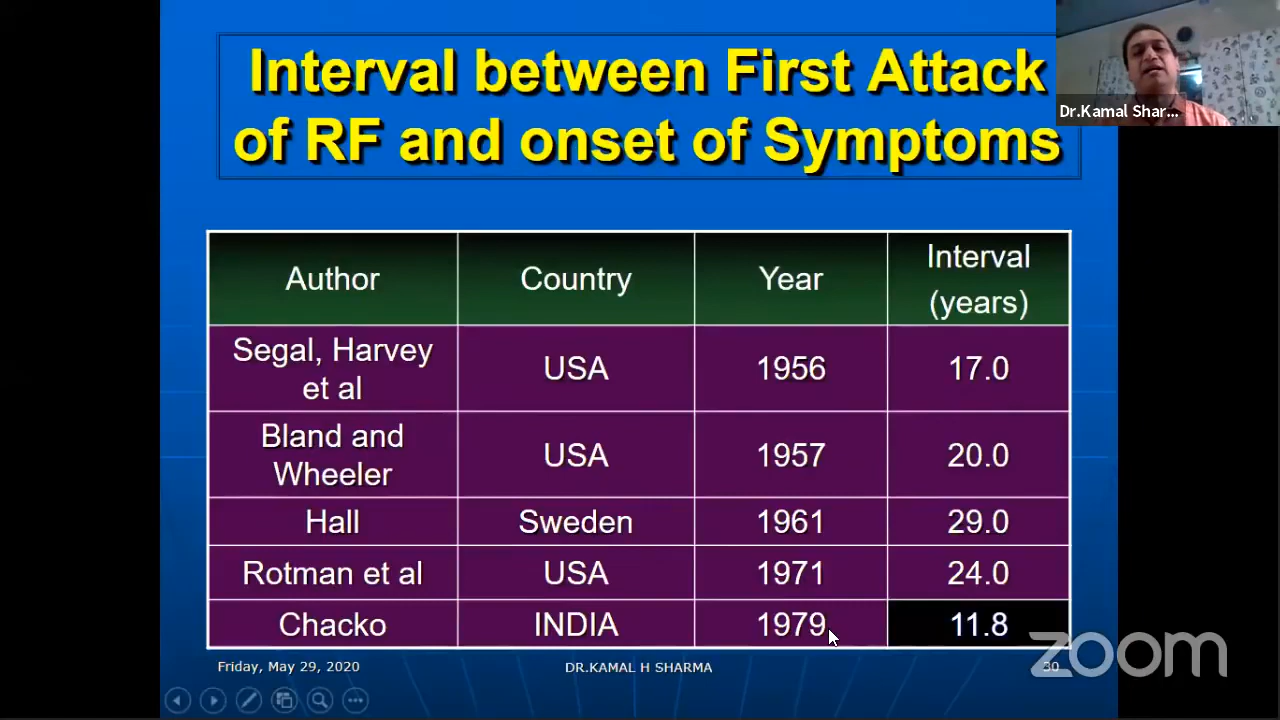 Interval between First Attack
of RF and onset of Symptoms
Dr.Kamal Shar...
Author Country Year Interval
(years)
Segal, Harvey
et al USA 1956 17.0
Bland and
Wheeler USA 1957 20.0
Hall Sweden 1961 29.0
Rotman et al USA 1971 24.0
Chacko INDIA 1979 11.8
Friday, May 29, 2020 DR.KAMAL H SHARMA 30
zoom